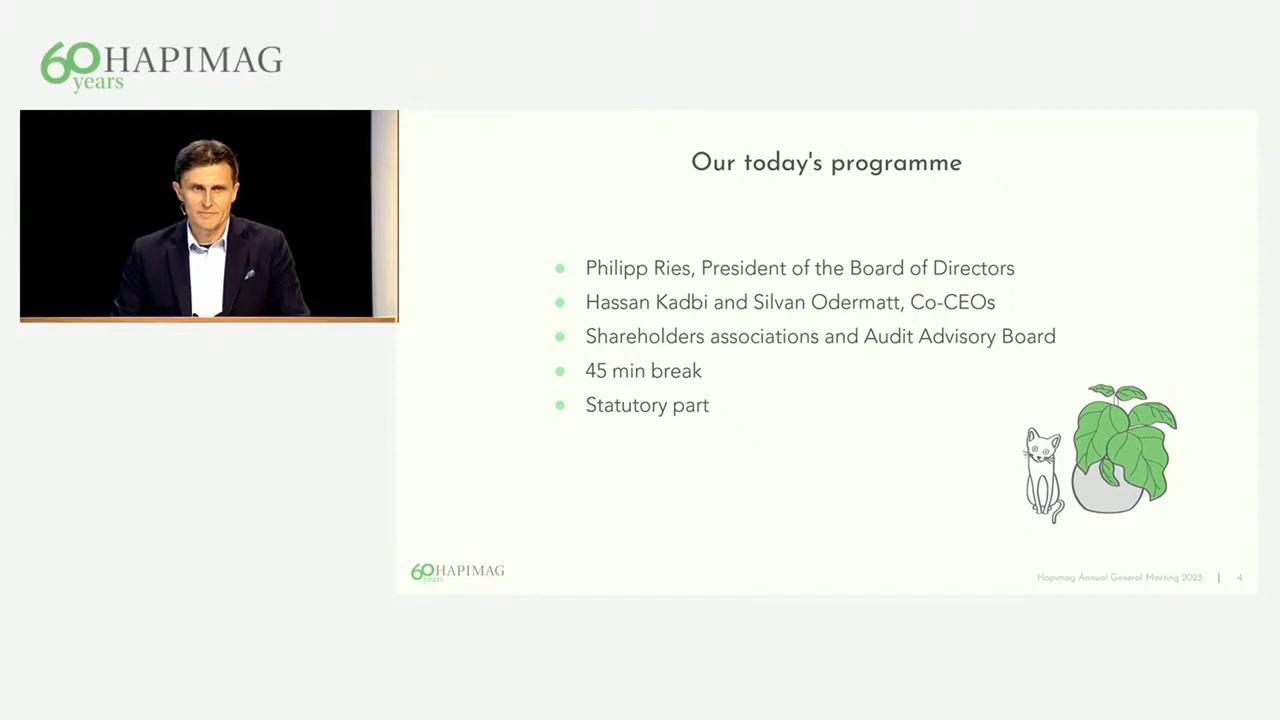 60 HAPIMAG
years
Our today's programme
Philipp Ries, President of the Board of Directors
Hassan Kadbi and Silvan Odermatt, Co-CEOs
Shareholders associations and Audit Advisory Board
45 min break
Statutory part
60 HAPIMAG
years
Hapimag Annual General Meeting 2023 | 4